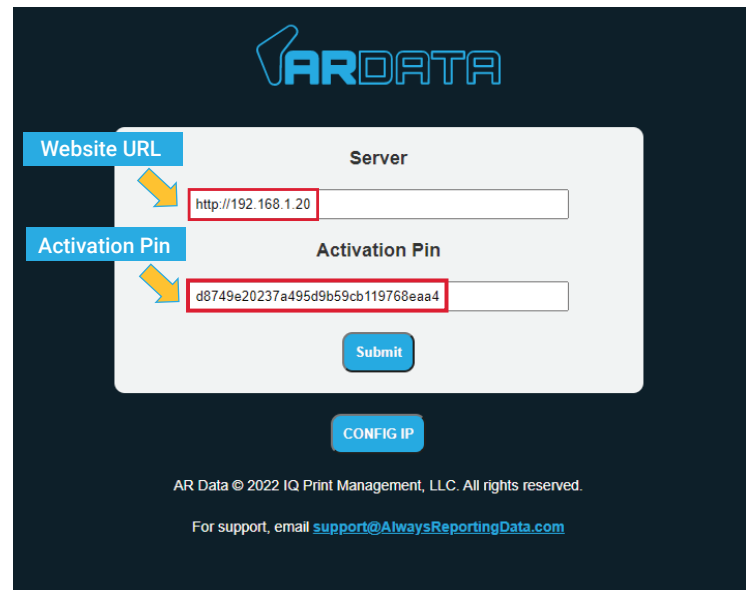 ARDATA
Website URL
Server
http://192.168.1.20
Activation Pin
Activation Pin
d8749e20237a495d9b59cb119768eaa4
Submit
CONFIG IP
AR Data © 2022 IQ Print Management, LLC. All rights reserved.
For support, email support@AlwaysReportingData.com